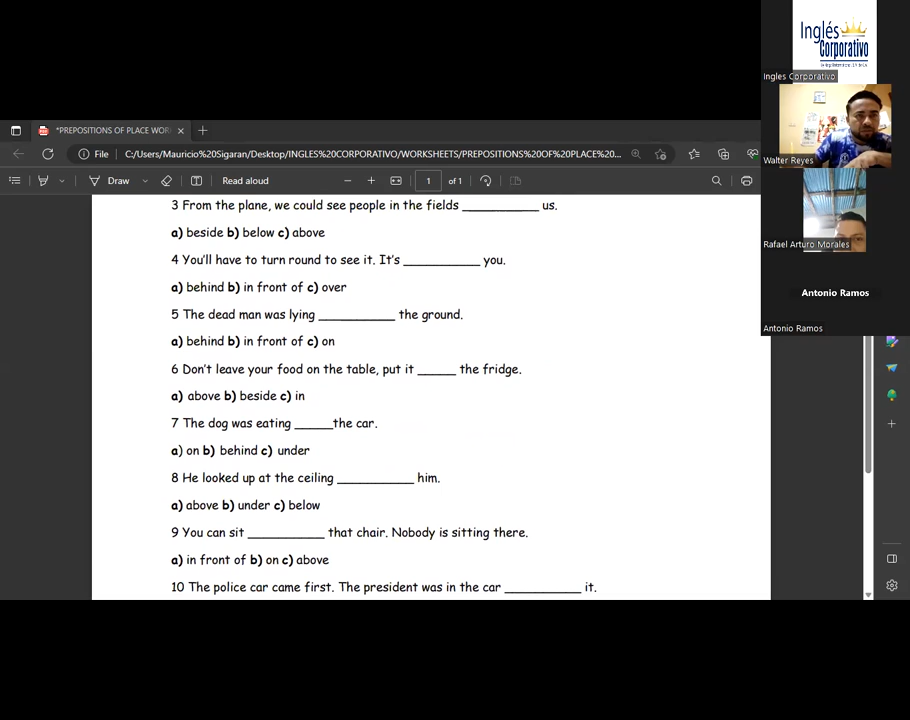 Inglés
Corporativo
Ingles Corporativo
*PREPOSITIONS OF PLACE WOR
File
C:/Users/Mauricio%20Sigaran/Desktop/INGLES%20CORPORATIVO/WORKSHEETS/PREPOSITIONS%20OF%20PLACE%20...
Walter Reyes
Draw
Read aloud
1
of 1
3 From the plane, we could see people in the fields __________ us.
a) beside b) below c) above
Rafael Arturo Morales
4 You'll have to turn round to see it. It's __________ you.
a) behind b) in front of c) over
Antonio Ramos
5 The dead man was lying __________ the ground.
Antonio Ramos
a) behind b) in front of c) on
6 Don't leave your food on the table, put it _____ the fridge.
a) above b) beside c) in
7 The dog was eating _____the car.
a) on b) behind c) under
8 He looked up at the ceiling __________ him.
a) above b) under c) below
9 You can sit __________ that chair. Nobody is sitting there.
a) in front of b) on c) above
10 The police car came first. The president was in the car __________ it.